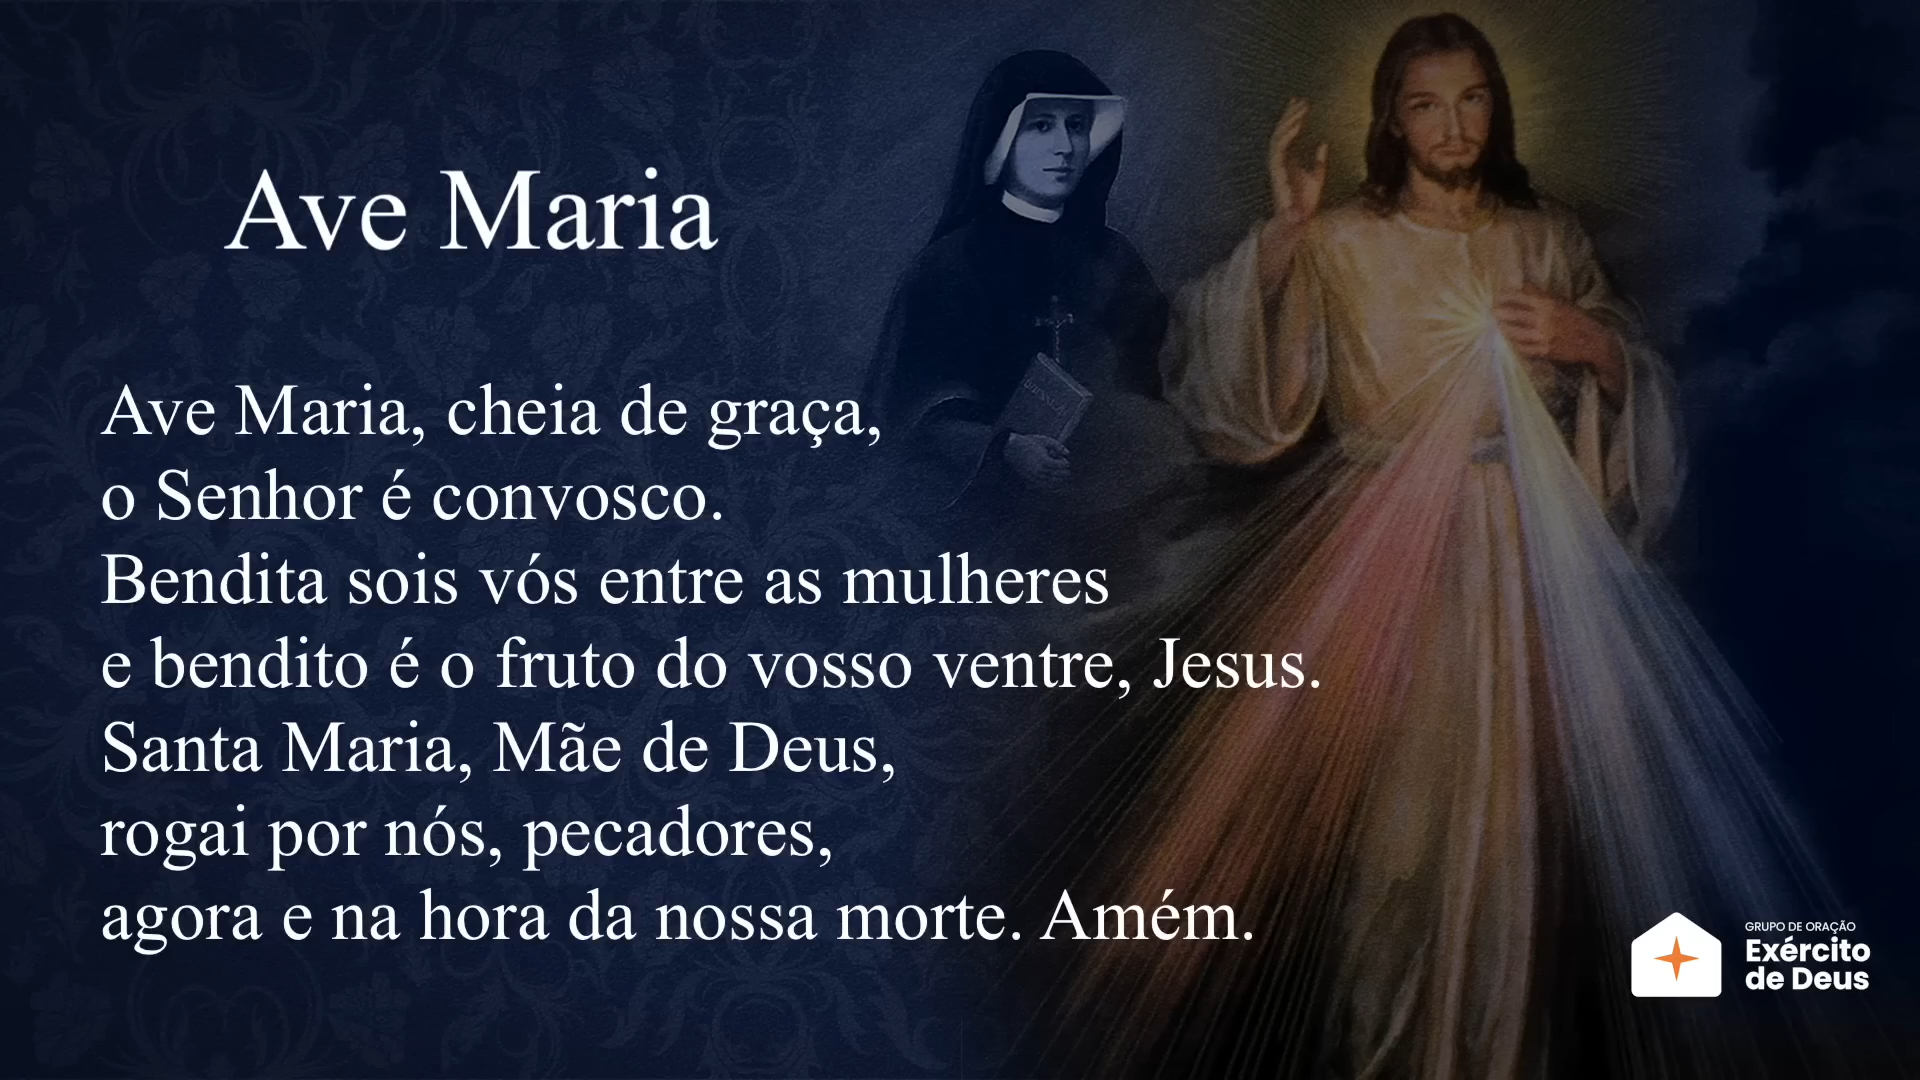 Ave Maria
Ave Maria, cheia de graça,
o Senhor é convosco.
Bendita sois vós entre as mulheres
e bendito é o fruto do vosso ventre, Jesus.
Santa Maria, Mãe de Deus,
rogai por nós, pecadores,
agora e na hora da nossa morte. Amém.
GRUPO DE ORAÇÃO
Exército
de Deus